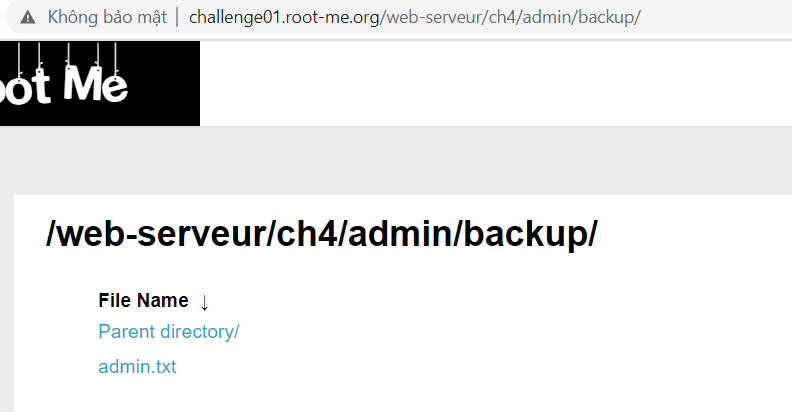 Không bảo mật | challenge01.root-me.org/web-serveur/ch4/admin/backup/
oot Me
/web-serveur/ch4/admin/backup/
File Name ↓
Parent directory/
admin.txt